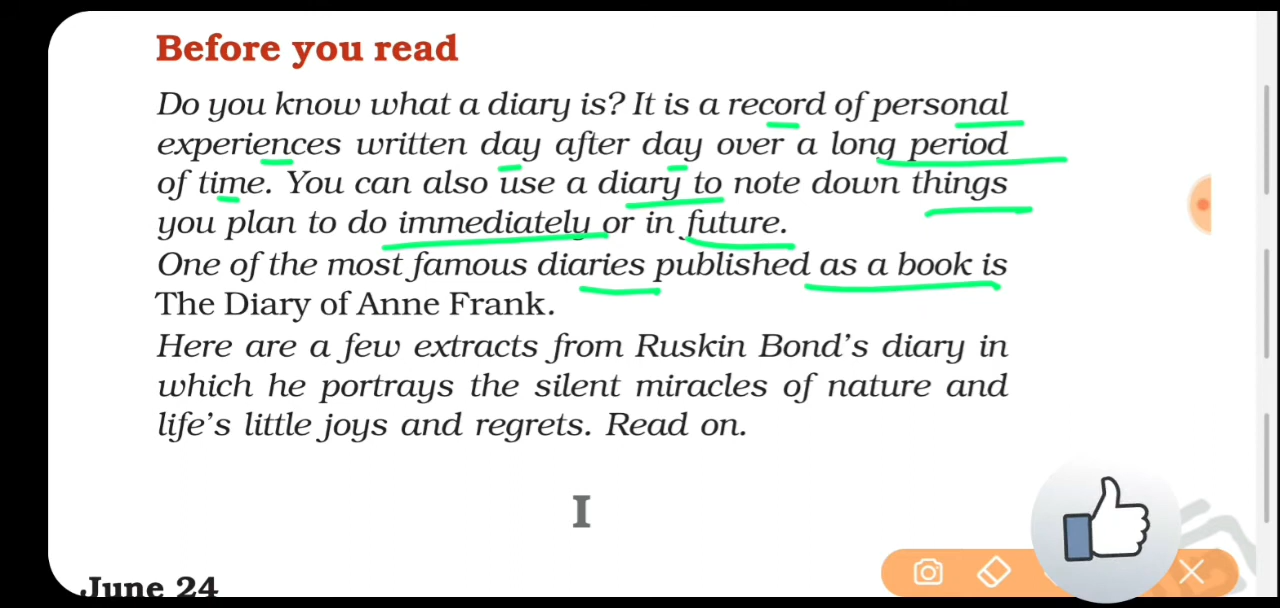 Before you read
Do you know what a diary is? It is a record of personal
experiences written day after day over a long period
of time. You can also use a diary to note down things
you plan to do immediately or in future.
One of the most famous diaries published as a book is
The Diary of Anne Frank.
Here are a few extracts from Ruskin Bond's diary in
which he portrays the silent miracles of nature and
life's little joys and regrets. Read on.
I
June 24